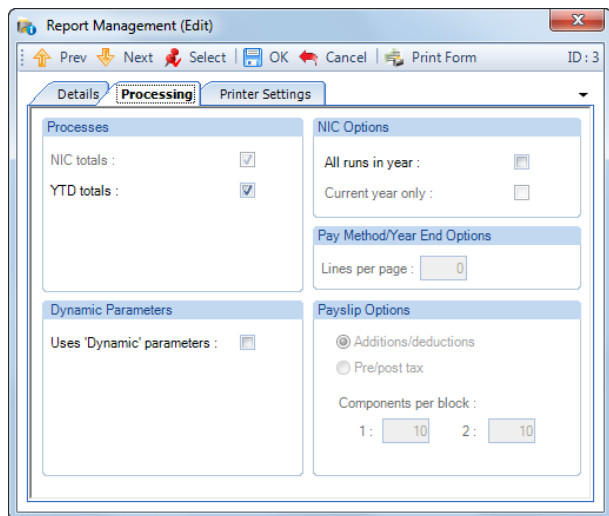 Report Management (Edit)
Prev Next Select OK Cancel Print Form ID : 3
Details Processing Printer Settings
Processes
NIC totals :
YTD totals :
NIC Options
All runs in year :
Current year only :
Pay Method/Year End Options
Lines per page : 0
Dynamic Parameters
Uses 'Dynamic' parameters :
Payslip Options
Additions/deductions
Pre/post tax
Components per block :
1 : 10 2 : 10